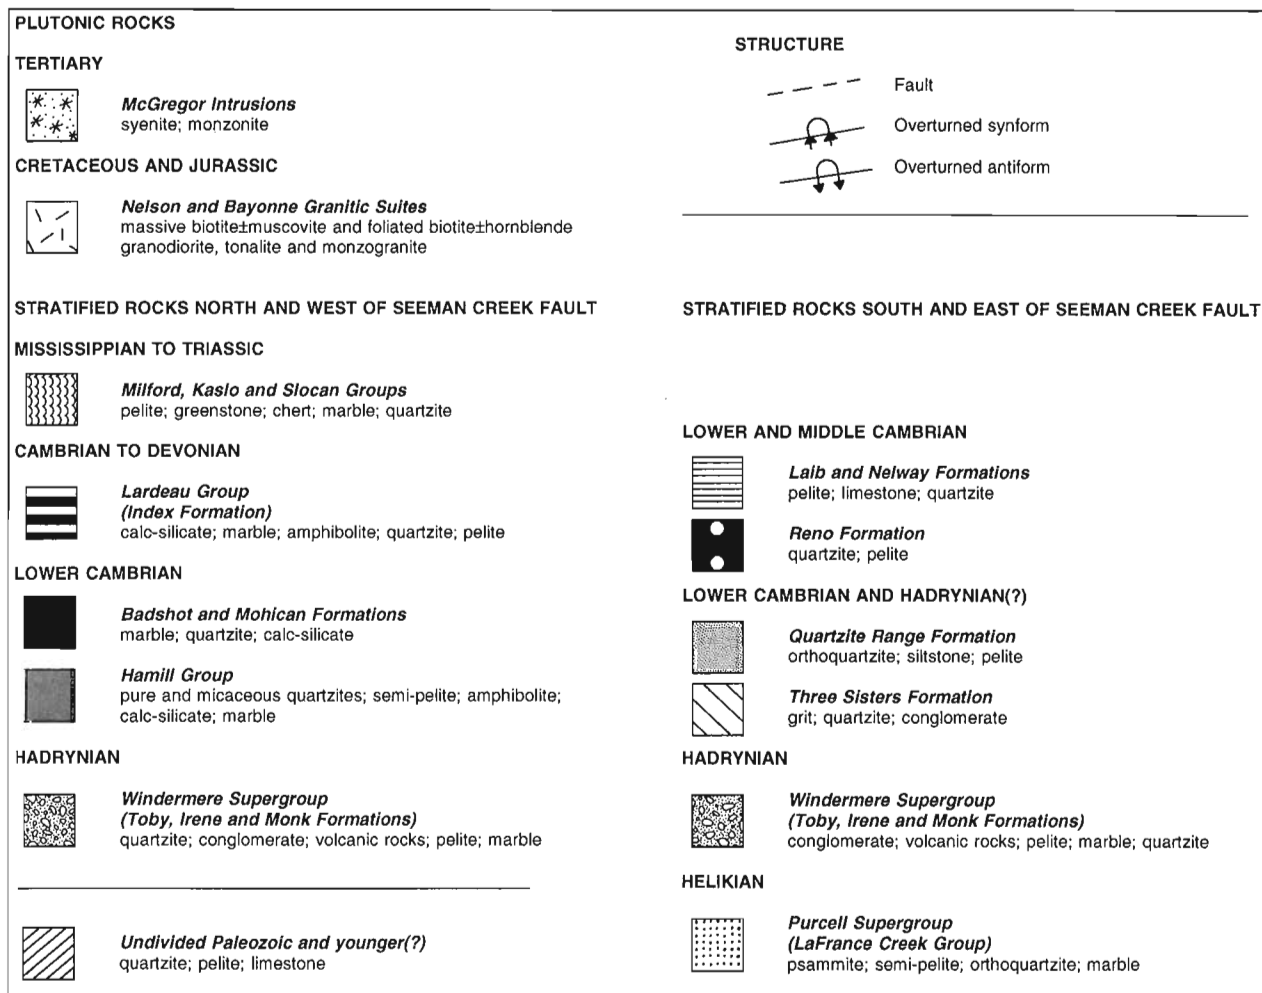 PLUTONIC ROCKS
TERTIARY
McGregor Intrusions
syenite; monzonite
CRETACEOUS AND JURASSIC
Nelson and Bayonne Granitic Suites
massive biotite±muscovite and foliated biotite±hornblende
granodiorite, tonalite and monzogranite
STRUCTURE
Fault
Overturned synform
Overturned antiform
STRATIFIED ROCKS NORTH AND WEST OF SEEMAN CREEK FAULT
MISSISSIPPIAN TO TRIASSIC
Milford, Kaslo and Slocan Groups
pelite; greenstone; chert; marble; quartzite
CAMBRIAN TO DEVONIAN
Lardeau Group
(Index Formation)
calc-silicate; marble; amphibolite; quartzite; pelite
LOWER CAMBRIAN
Badshot and Mohican Formations
marble; quartzite; calc-silicate
Hamill Group
pure and micaceous quartzites; semi-pelite; amphibolite;
calc-silicate; marble
HADRYNIAN
Windermere Supergroup
(Toby, Irene and Monk Formations)
quartzite; conglomerate; volcanic rocks; pelite; marble
Undivided Paleozoic and younger(?)
quartzite; pelite; limestone
STRATIFIED ROCKS SOUTH AND EAST OF SEEMAN CREEK FAULT
LOWER AND MIDDLE CAMBRIAN
Laib and Nelway Formations
pelite; limestone; quartzite
Reno Formation
quartzite; pelite
LOWER CAMBRIAN AND HADRYNIAN(?)
Quartzite Range Formation
orthoquartzite; siltstone; pelite
Three Sisters Formation
grit; quartzite; conglomerate
HADRYNIAN
Windermere Supergroup
(Toby, Irene and Monk Formations)
conglomerate; volcanic rocks; pelite; marble; quartzite
HELIKIAN
Purcell Supergroup
(LaFrance Creek Group)
psammite; semi-pelite; orthoquartzite; marble